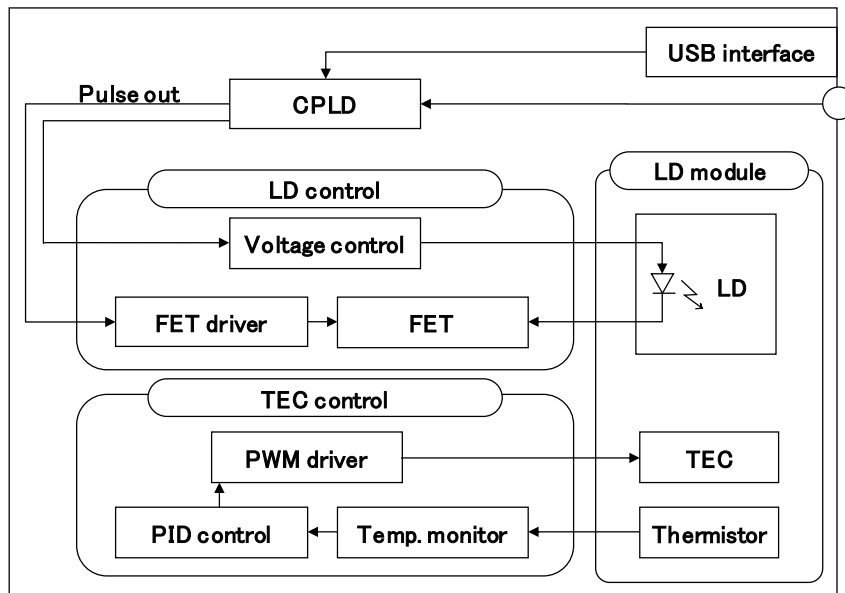 USB interface
Pulse out
CPLD
LD module
LD control
Voltage control
LD
FET driver
FET
TEC control
PWM driver
TEC
PID control
Temp. monitor
Thermistor